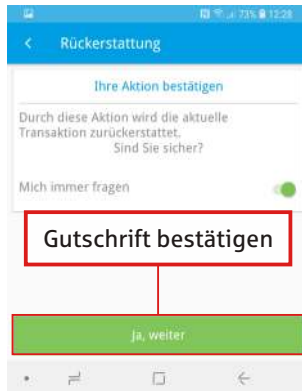 73% 12:28
Rückerstattung
Ihre Aktion bestätigen
Durch diese Aktion wird die aktuelle
Transaktion zurückerstattet.
Sind Sie sicher?
Mich immer fragen
Gutschrift bestätigen
Ja, weiter